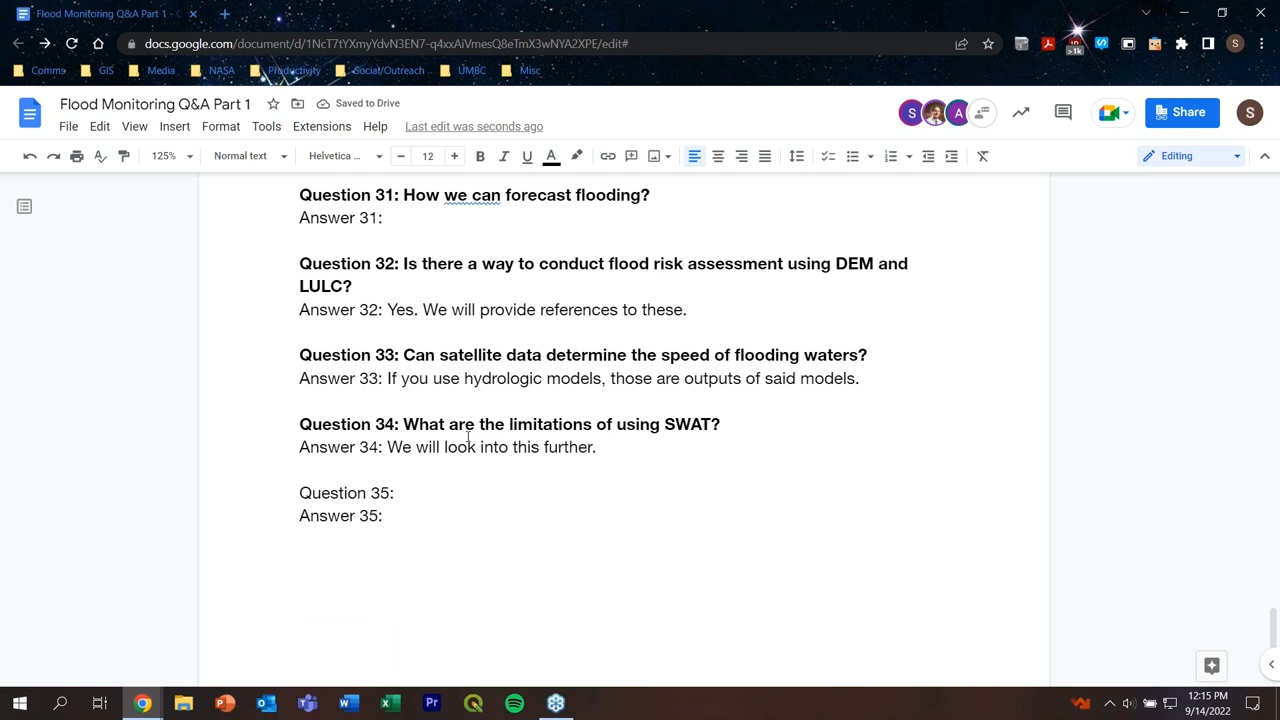 Flood Monitoring Q&A Part 1 - G
docs.google.com/document/d/1NcT7tYXmyYdvN3EN7-q4xxAiVmesQ8eTmX3wNYA2XPE/edit#
>1k
S
Comms
GIS
Media
NASA
Productivity
Social/Outreach
UMBC
Misc
Flood Monitoring Q&A Part 1
Saved to Drive
File Edit View Insert Format Tools Extensions Help Last edit was seconds ago
S
A
Share
S
125% Normal text Helvetica ... 12 B I U A Editing
Question 31: How we can forecast flooding?
Answer 31:
Question 32: Is there a way to conduct flood risk assessment using DEM and
LULC?
Answer 32: Yes. We will provide references to these.
Question 33: Can satellite data determine the speed of flooding waters?
Answer 33: If you use hydrologic models, those are outputs of said models.
Question 34: What are the limitations of using SWAT?
Answer 34: We will look into this further.
Question 35:
Answer 35:
12:15 PM
9/14/2022